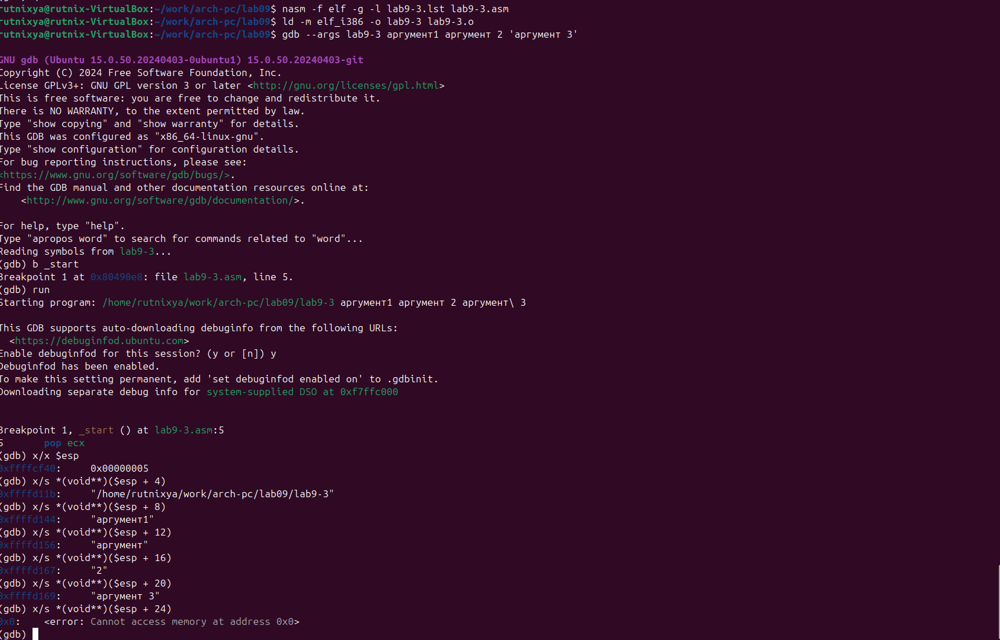 rutnixya@rutnix-VirtualBox:~/work/arch-pc/lab09$ nasm -f elf -g -l lab9-3.lst lab9-3.asm
rutnixya@rutnix-VirtualBox:~/work/arch-pc/lab09$ ld -m elf_i386 -o lab9-3 lab9-3.o
rutnixya@rutnix-VirtualBox:~/work/arch-pc/lab09$ gdb --args lab9-3 аргумент1 аргумент 2 'аргумент 3'
GNU gdb (Ubuntu 15.0.50.20240403-0ubuntu1) 15.0.50.20240403-git
Copyright (C) 2024 Free Software Foundation, Inc.
License GPLv3+: GNU GPL version 3 or later <http://gnu.org/licenses/gpl.html>
This is free software: you are free to change and redistribute it.
There is NO WARRANTY, to the extent permitted by law.
Type "show copying" and "show warranty" for details.
This GDB was configured as "x86_64-linux-gnu".
Type "show configuration" for configuration details.
For bug reporting instructions, please see:
<https://www.gnu.org/software/gdb/bugs/>.
Find the GDB manual and other documentation resources online at:
    <http://www.gnu.org/software/gdb/documentation/>.
For help, type "help".
Type "apropos word" to search for commands related to "word"...
Reading symbols from lab9-3...
(gdb) b _start
Breakpoint 1 at 0x80490e8: file lab9-3.asm, line 5.
(gdb) run
Starting program: /home/rutnixya/work/arch-pc/lab09/lab9-3 аргумент1 аргумент 2 аргумент\ 3
This GDB supports auto-downloading debuginfo from the following URLs:
  <https://debuginfod.ubuntu.com>
Enable debuginfod for this session? (y or [n]) y
Debuginfod has been enabled.
To make this setting permanent, add 'set debuginfod enabled on' to .gdbinit.
Downloading separate debug info for system-supplied DSO at 0xf7ffc000
Breakpoint 1, _start () at lab9-3.asm:5
5       pop ecx
(gdb) x/x $esp
0xffffcf40:     0x00000005
(gdb) x/s *(void**)($esp + 4)
0xffffd11b:     "/home/rutnixya/work/arch-pc/lab09/lab9-3"
(gdb) x/s *(void**)($esp + 8)
0xffffd144:     "аргумент1"
(gdb) x/s *(void**)($esp + 12)
0xffffd156:     "аргумент"
(gdb) x/s *(void**)($esp + 16)
0xffffd167:     "2"
(gdb) x/s *(void**)($esp + 20)
0xffffd169:     "аргумент 3"
(gdb) x/s *(void**)($esp + 24)
0x0:    <error: Cannot access memory at address 0x0>
(gdb)